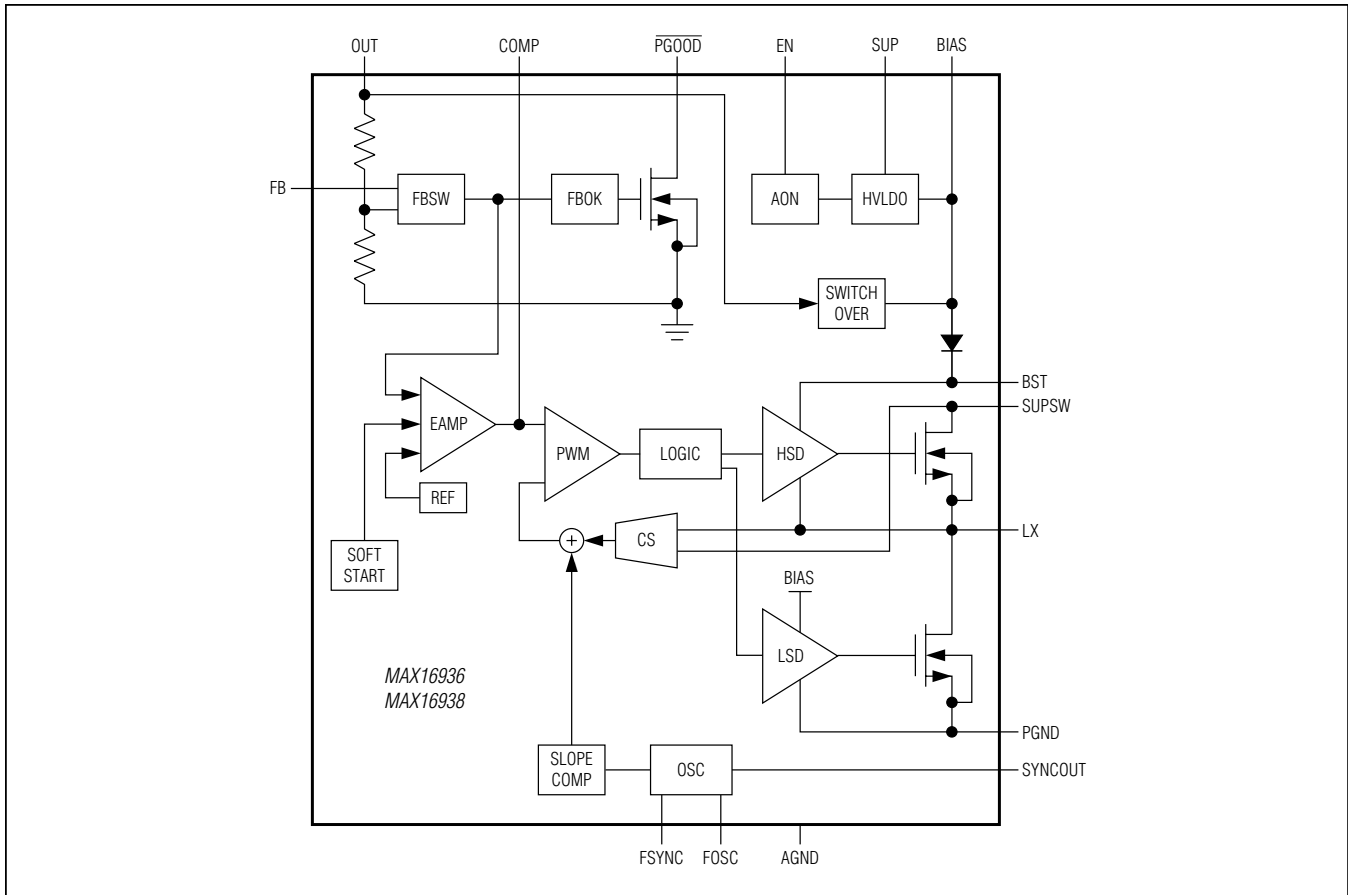 OUT
COMP
PGOOD
EN
SUP
BIAS
FB
FBSW
FBOK
AON
HVLDO
SWITCH
OVER
BST
SUPSW
EAMP
PWM
LOGIC
HSD
REF
+
CS
LX
SOFT
START
BIAS
LSD
MAX16936
MAX16938
PGND
SLOPE
COMP
OSC
SYNCOUT
FSYNC
FOSC
AGND